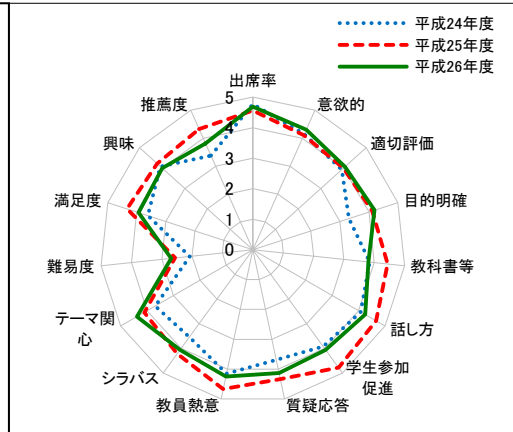 平成24年度
平成25年度
平成26年度
出席率
意欲的
適切評価
目的明確
教科書等
話し方
学生参加
促進
質疑応答
教員熱意
シラバス
テーマ関
心
難易度
満足度
興味
推薦度
5
4
3
2
1
0